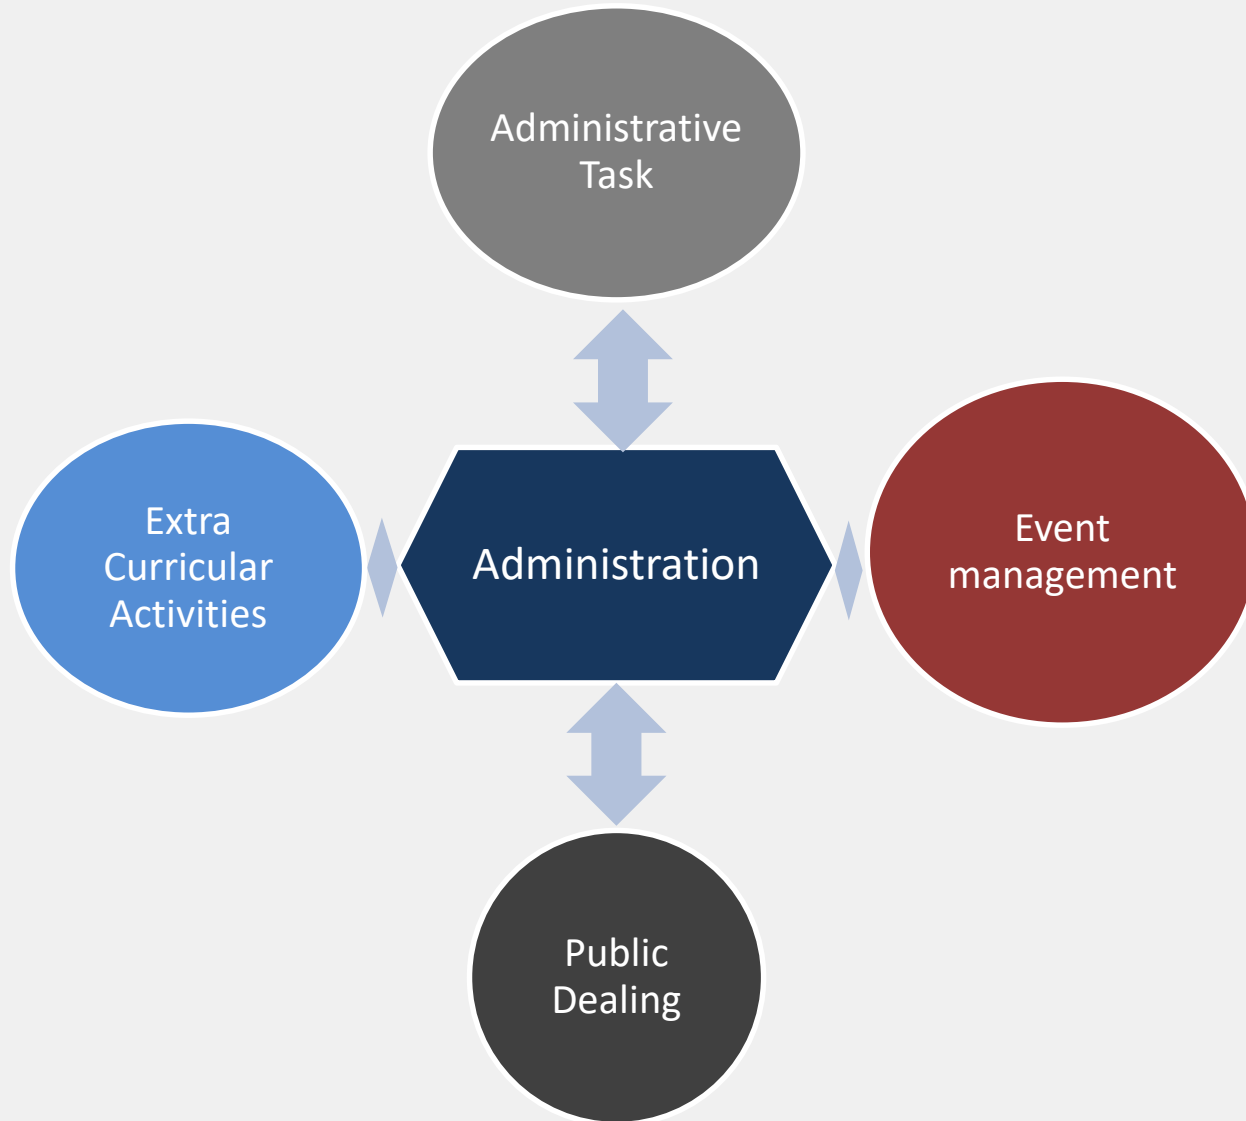 Administrative
Task
Extra
Curricular
Activities
Administration
Event
management
Public
Dealing